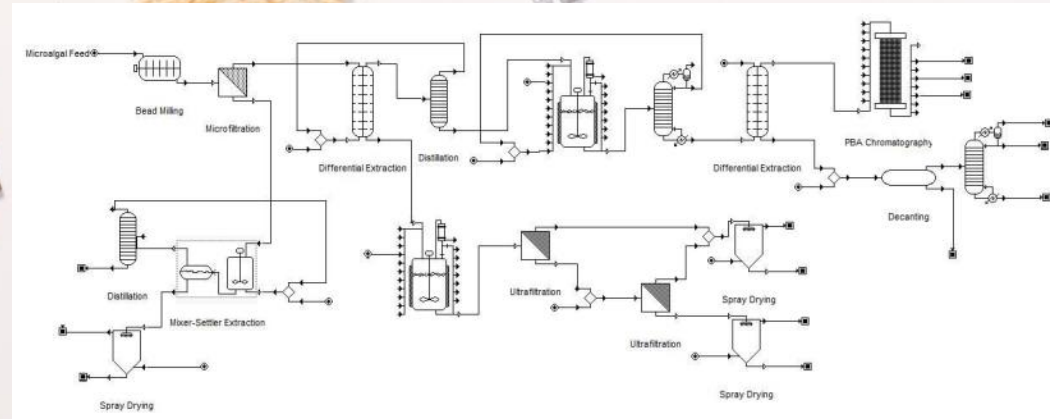 Microalgal Feed
Bead Milling
Microfiltration
Differential Extraction
Distillation
Differential Extraction
PBA Chromatography
Decanting
Distillation
Mixer-Settler Extraction
Spray Drying
Ultrafiltration
Ultrafiltration
Spray Drying
Spray Drying